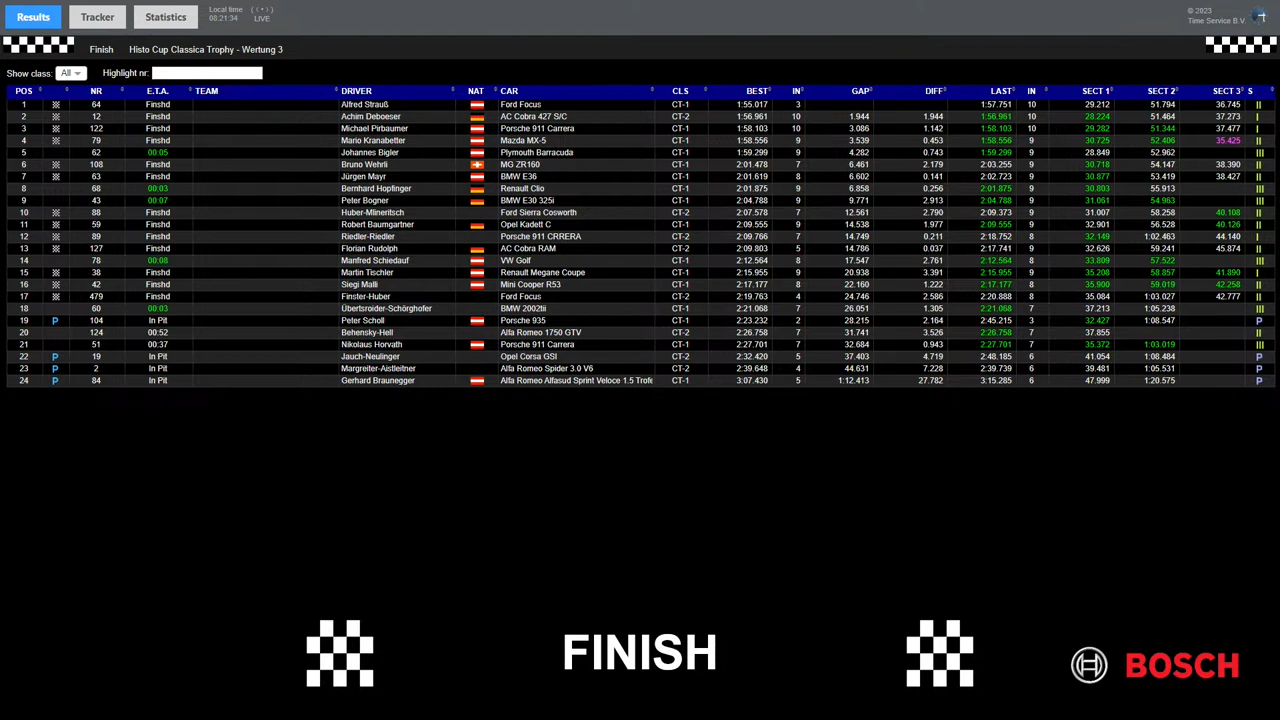 Results Tracker Statistics Local time 08:21:34 LIVE © 2023 Time Service B.V.
Finish Histo Cup Classica Trophy - Wertung 3
Show class: All Highlight nr:
POS NR E.T.A. TEAM DRIVER NAT CAR CLS BEST IN GAP DIFF LAST IN SECT 1 SECT 2 SECT 3 S
1 64 Finshd Alfred Strauß Ford Focus CT-1 1:55.017 3 1:57.751 10 29.212 51.794 36.745
2 12 Finshd Achim Deboeser AC Cobra 427 S/C CT-2 1:56.961 10 1.944 1.944 1:56.961 10 28.224 51.464 37.273
3 122 Finshd Michael Pirbaumer Porsche 911 Carrera CT-1 1:58.103 10 3.086 1.142 1:58.103 10 29.282 51.344 37.477
4 79 Finshd Mario Kranabetter Mazda MX-5 CT-1 1:58.556 9 3.539 0.453 1:58.556 9 30.725 52.406 35.425
5 62 00:05 Johannes Bigler Plymouth Barracuda CT-1 1:59.299 9 4.282 0.743 1:59.299 9 28.849 52.962
6 108 Finshd Bruno Wehrli MG ZR160 CT-1 2:01.478 7 6.461 2.179 2:03.255 9 30.718 54.147 38.390
7 63 Finshd Jürgen Mayr BMW E36 CT-1 2:01.619 8 6.602 0.141 2:02.723 9 30.877 53.419 38.427
8 68 00:03 Bernhard Hopfinger Renault Clio CT-1 2:01.875 9 6.858 0.256 2:01.875 9 30.803 55.913
9 43 00:07 Peter Bogner BMW E30 325i CT-1 2:04.788 9 9.771 2.913 2:04.788 9 31.061 54.963
10 88 Finshd Huber-Mlineritsch Ford Sierra Cosworth CT-2 2:07.578 7 12.561 2.790 2:09.373 9 31.007 58.258 40.108
11 59 Finshd Robert Baumgartner Opel Kadett C CT-1 2:09.555 9 14.538 1.977 2:09.555 9 32.901 56.528 40.126
12 89 Finshd Riedler-Riedler Porsche 911 CRRERA CT-2 2:09.766 7 14.749 0.211 2:18.752 8 32.149 1:02.463 44.140
13 127 Finshd Florian Rudolph AC Cobra RAM CT-2 2:09.803 5 14.786 0.037 2:17.741 9 32.626 59.241 45.874
14 78 00:08 Manfred Schiedauf VW Golf CT-1 2:12.564 8 17.547 2.761 2:12.564 8 33.809 57.522
15 38 Finshd Martin Tischler Renault Megane Coupe CT-1 2:15.955 9 20.938 3.391 2:15.955 9 35.208 58.857 41.890
16 42 Finshd Siegi Malli Mini Cooper R53 CT-1 2:17.177 8 22.160 1.222 2:17.177 8 35.900 59.019 42.258
17 479 Finshd Finster-Huber Ford Focus CT-2 2:19.763 4 24.746 2.586 2:20.888 8 35.084 1:03.027 42.777
18 60 00:03 Übertsroider-Schörghofer BMW 2002tii CT-1 2:21.068 7 26.051 1.305 2:21.068 7 37.213 1:05.238
19 P 104 In Pit Peter Scholl Porsche 935 CT-1 2:23.232 2 28.215 2.164 2:45.215 3 32.427 1:08.547 P
20 124 00:52 Behensky-Heil Alfa Romeo 1750 GTV CT-2 2:26.758 7 31.741 3.526 2:26.758 7 37.855
21 51 00:37 Nikolaus Horvath Porsche 911 Carrera CT-1 2:27.701 7 32.684 0.943 2:27.701 7 35.372 1:03.019
22 P 19 In Pit Jauch-Neulinger Opel Corsa GSI CT-2 2:32.420 5 37.403 4.719 2:48.185 6 41.054 1:08.484 P
23 P 2 In Pit Margreiter-Aistleitner Alfa Romeo Spider 3.0 V6 CT-2 2:39.648 4 44.631 7.228 2:39.739 6 39.481 1:05.531 P
24 P 84 In Pit Gerhard Braunegger Alfa Romeo Alfasud Sprint Veloce 1.5 Trofe CT-1 3:07.430 5 1:12.413 27.782 3:15.285 6 47.999 1:20.575 P
FINISH
BOSCH